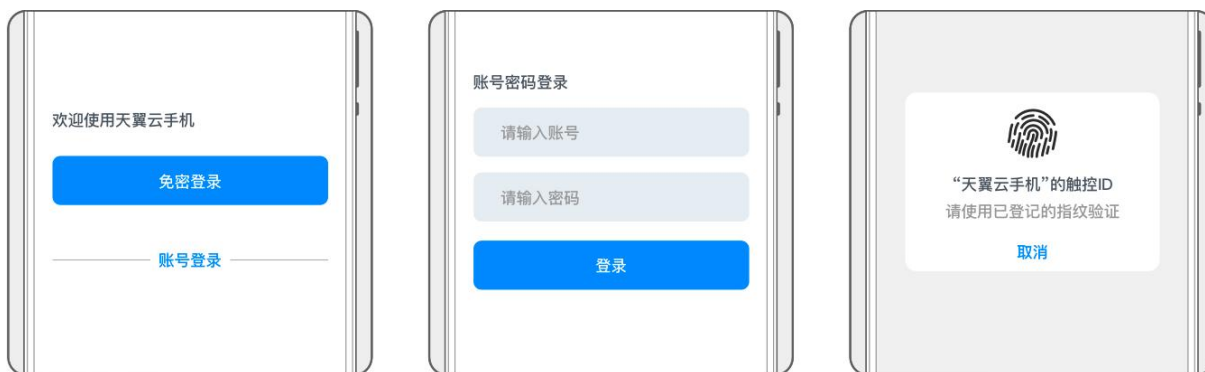 欢迎使用天翼云手机
免密登录
账号登录
账号密码登录
请输入账号
请输入密码
登录
“天翼云手机”的触控ID
请使用已登记的指纹验证
取消